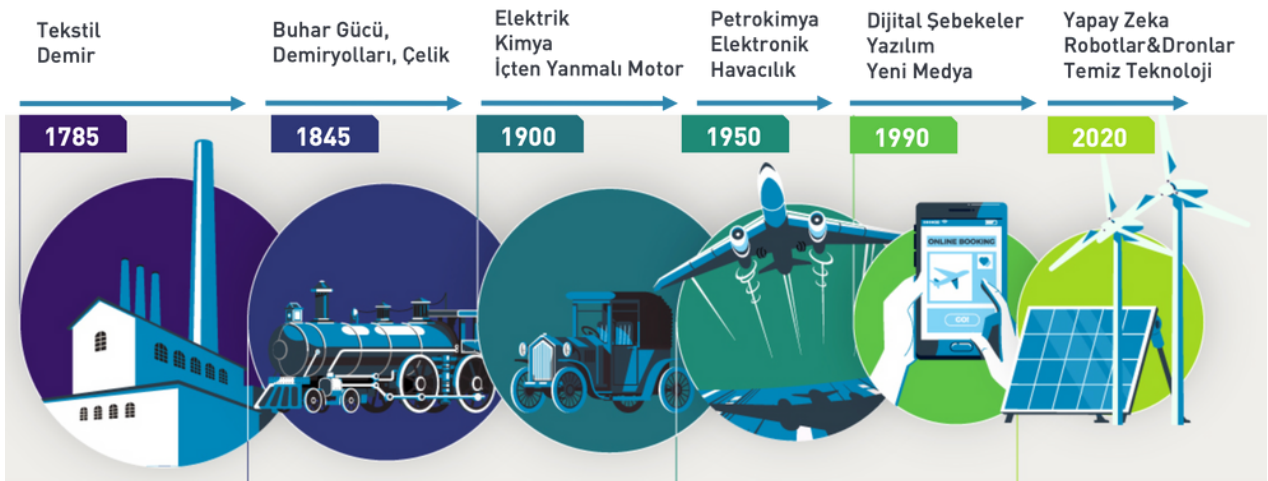 Tekstil
Demir
Buhar Gücü,
Demiryolları, Çelik
Elektrik
Kimya
İçten Yanmalı Motor
Petrokimya
Elektronik
Havacılık
Dijital Şebekeler
Yazılım
Yeni Medya
Yapay Zeka
Robotlar&Dronlar
Temiz Teknoloji
1785
1845
1900
1950
1990
2020
ONLINE BOOKING
GO!